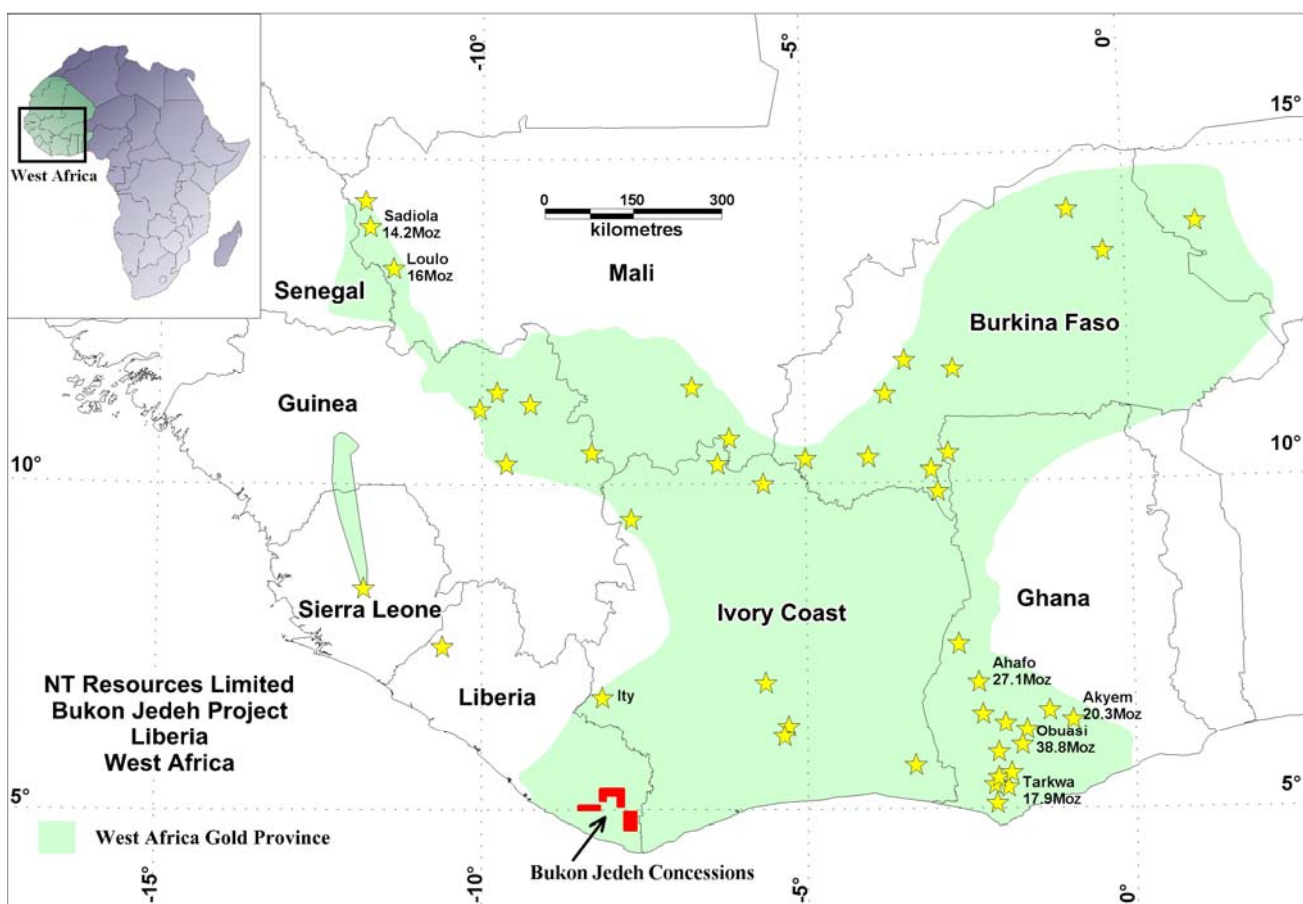 -10°
-5°
0°
15°
West Africa
Sadiola
14.2Moz
0 150 300
kilometres
Loulo
16Moz
Mali
Senegal
Burkina Faso
Guinea
10°
10°
Sierra Leone
Ivory Coast
Ghana
Ahafo
27.1Moz
NT Resources Limited
Bukon Jedeh Project
Liberia
West Africa
Liberia
Ity
Akyem
20.3Moz
Obuasi
38.8Moz
Tarkwa
17.9Moz
5°
5°
West Africa Gold Province
Bukon Jedeh Concessions
-15°
-10°
-5°
0°